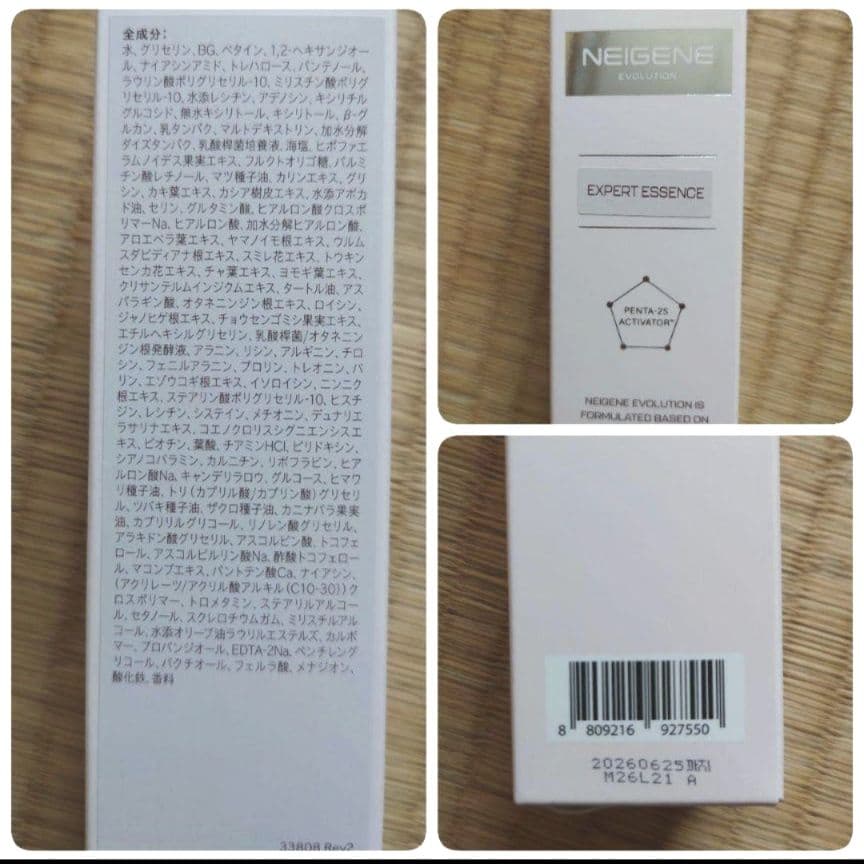 全成分：
水、グリセリン、BG、ベタイン、1,2-ヘキサンジオー
ル、ナイアシンアミド、トレハロース、パンテノール、
ラウリン酸ポリグリセリル-10、ミリスチン酸ポリグ
リセリル-10、水添レシチン、アデノシン、キシリチル
グルコシド、無水キシリトール、キシリトール、β-グ
ルカン、乳タンパク、マルトデキストリン、加水分解
ダイズタンパク、乳酸桿菌培養液、海塩、ヒポファエ
ラムノイデス果実エキス、フルクトオリゴ糖、パルミ
チン酸レチノール、マツ種子油、カリンエキス、グリ
シン、カキ葉エキス、カシア樹皮エキス、水添アボカ
ド油、セリン、グルタミン酸、ヒアルロン酸クロスポ
リマーNa、ヒアルロン酸、加水分解ヒアルロン酸、
アロエベラ葉エキス、ヤマノイモ根エキス、ウルム
スダビディアナ根エキス、スミレ花エキス、トウキン
センカ花エキス、チャ葉エキス、ヨモギ葉エキス、
クリサンテルムインジクムエキス、タートル油、アス
パラギン酸、オタネニンジン根エキス、ロイシン、
ジャノヒゲ根エキス、チョウセンゴミシ果実エキス、
エチルヘキシルグリセリン、乳酸桿菌/オタネニン
ジン根発酵液、アラニン、リシン、アルギニン、チロ
シン、フェニルアラニン、プロリン、トレオニン、バ
リン、エゾウコギ根エキス、イソロイシン、ニンニク
根エキス、ステアリン酸ポリグリセリル-10、ヒスチ
ジン、レシチン、システイン、メチオニン、デュナリエ
ラサリナエキス、コエノクロリスシグニエンシスエ
キス、ビオチン、葉酸、チアミンHCl、ピリドキシン、
シアノコバラミン、カルニチン、リボフラビン、ヒア
ルロン酸Na、キャンデリラロウ、グルコース、ヒマワ
リ種子油、トリ（カプリル酸/カプリン酸）グリセリ
ル、ツバキ種子油、ザクロ種子油、カニナバラ果実
油、カプリリルグリコール、リノレン酸グリセリル、
アラキドン酸グリセリル、アスコルビン酸、トコフェ
ロール、アスコルビルリン酸Na、酢酸トコフェロー
ル、マコンブエキス、パントテン酸Ca、ナイアシン、
（アクリレーツ/アクリル酸アルキル（C10-30））ク
ロスポリマー、トロメタミン、ステアリルアルコー
ル、セタノール、スクレロチウムガム、ミリスチルアル
コール、水添オリーブ油ラウリルエステルズ、カルボ
マー、プロパンジオール、EDTA-2Na、ペンチレング
リコール、バクチオール、フェルラ酸、メナジオン、
酸化鉄、香料
33808 Rev2
NEIGENE
EVOLUTION
EXPERT ESSENCE
PENTA-2S
ACTIVATOR™
NEIGENE EVOLUTION IS
FORMULATED BASED ON
8 809216 927550
20260625까지
M26L21 A